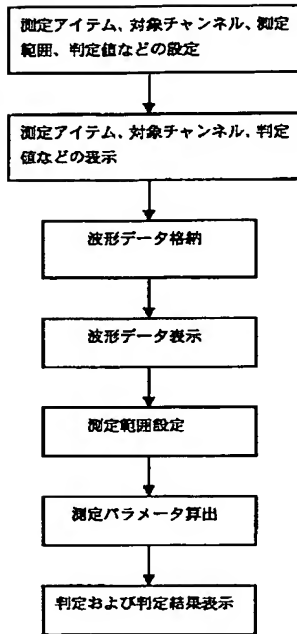 測定アイテム、対象チャンネル、測定
範囲、判定値などの設定
測定アイテム、対象チャンネル、判定
値などの表示
波形データ格納
波形データ表示
測定範囲設定
測定パラメータ算出
判定および判定結果表示